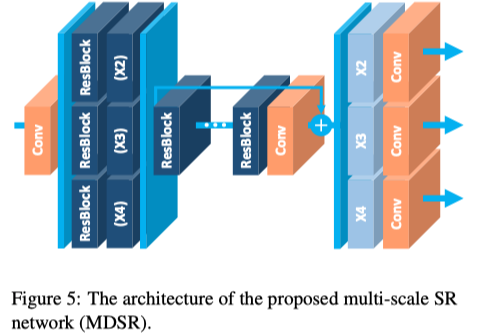 Conv
ResBlock
(X2)
ResBlock
(X3)
ResBlock
(X4)
ResBlock
ResBlock
Conv
+
X2
Conv
X3
Conv
X4
Conv
Figure 5: The architecture of the proposed multi-scale SR
network (MDSR).